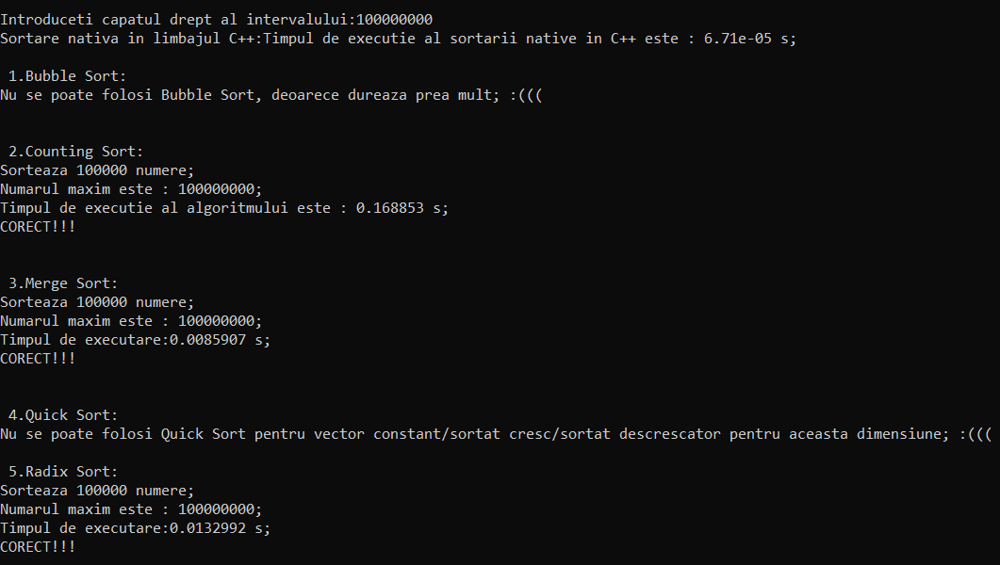 Introduceti capatul drept al intervalului:100000000
Sortare nativa in limbajul C++:Timpul de executie al sortarii native in C++ este : 6.71e-05 s;
1.Bubble Sort:
Nu se poate folosi Bubble Sort, deoarece dureaza prea mult; :(((
2.Counting Sort:
Sorteaza 100000 numere;
Numarul maxim este : 100000000;
Timpul de executie al algoritmului este : 0.168853 s;
CORECT!!!
3.Merge Sort:
Sorteaza 100000 numere;
Numarul maxim este : 100000000;
Timpul de executare:0.0085907 s;
CORECT!!!
4.Quick Sort:
Nu se poate folosi Quick Sort pentru vector constant/sortat cresc/sortat descrescator pentru aceasta dimensiune; :(((
5.Radix Sort:
Sorteaza 100000 numere;
Numarul maxim este : 100000000;
Timpul de executare:0.0132992 s;
CORECT!!!